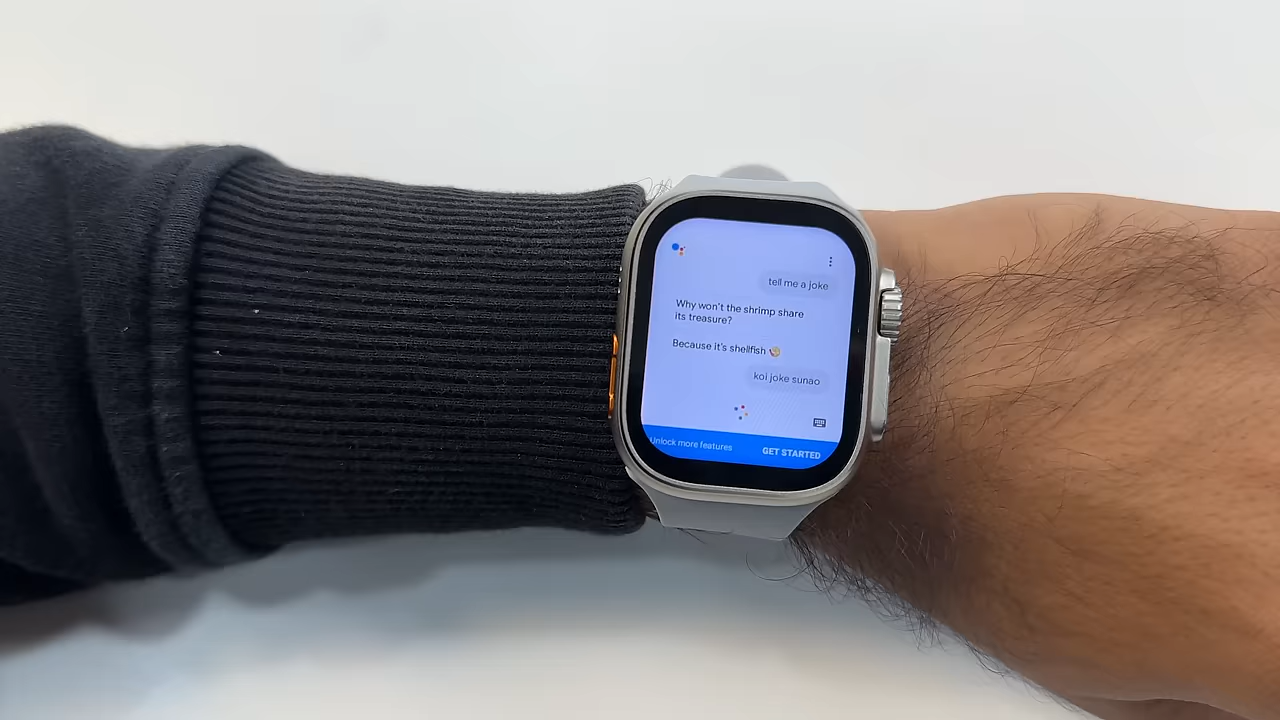 tell me a joke
Why won't the shrimp share
its treasure?
Because it's shellfish 🦐
koi joke sunao
Unlock more features GET STARTED